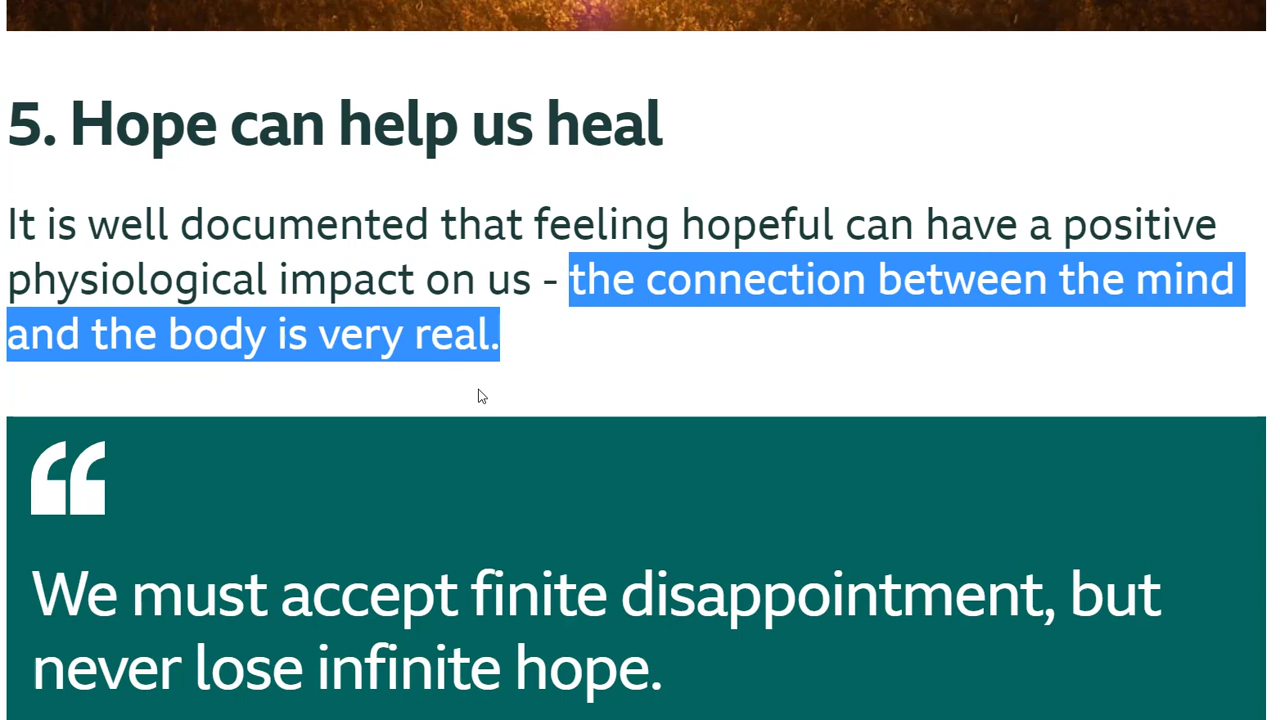 5. Hope can help us heal
It is well documented that feeling hopeful can have a positive
physiological impact on us - the connection between the mind
and the body is very real.
“
We must accept finite disappointment, but
never lose infinite hope.